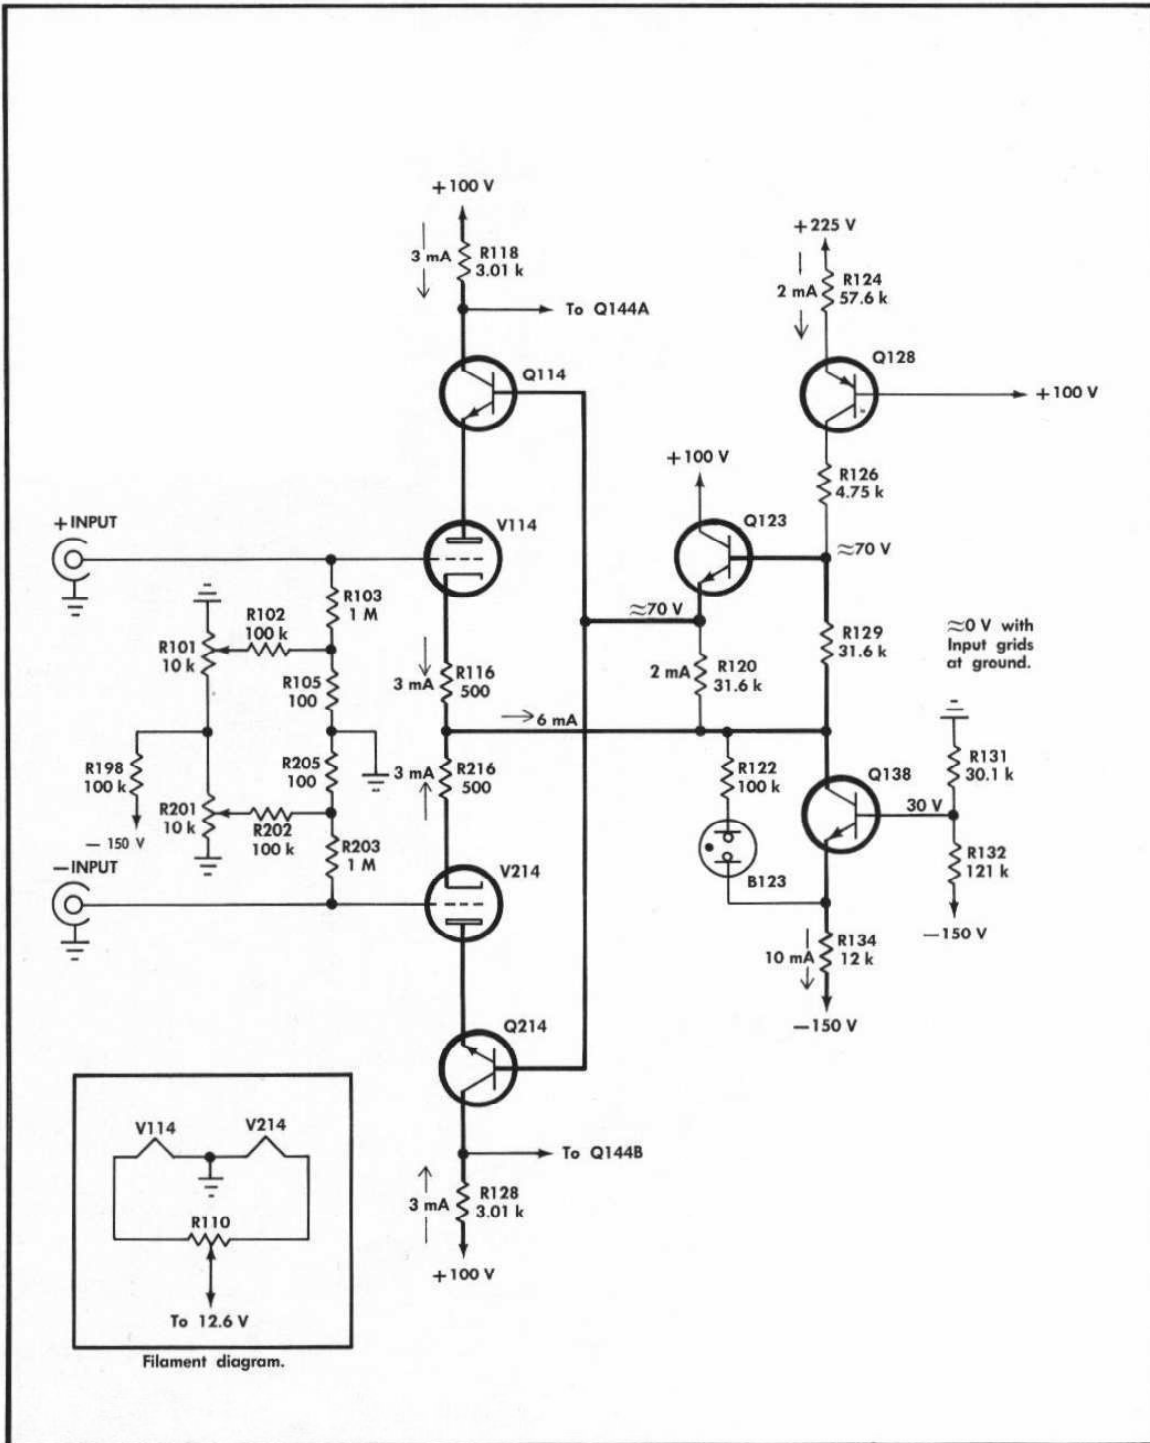 +100 V
3 mA
R118
3.01 k
To Q144A
Q114
+225 V
2 mA
R124
57.6 k
Q128
+100 V
R126
4.75 k
+100 V
Q123
≈70 V
+INPUT
V114
R103
1 M
R102
100 k
R101
10 k
R105
100
3 mA
R116
500
≈70 V
2 mA
R120
31.6 k
R129
31.6 k
≈0 V with
Input grids
at ground.
6 mA
R198
100 k
− 150 V
R205
100
3 mA
R216
500
R201
10 k
R202
100 k
R203
1 M
R122
100 k
B123
Q138
30 V
R131
30.1 k
R132
121 k
−150 V
−INPUT
V214
10 mA
R134
12 k
−150 V
Q214
To Q144B
3 mA
R128
3.01 k
+100 V
V114
V214
R110
To 12.6 V
Filament diagram.